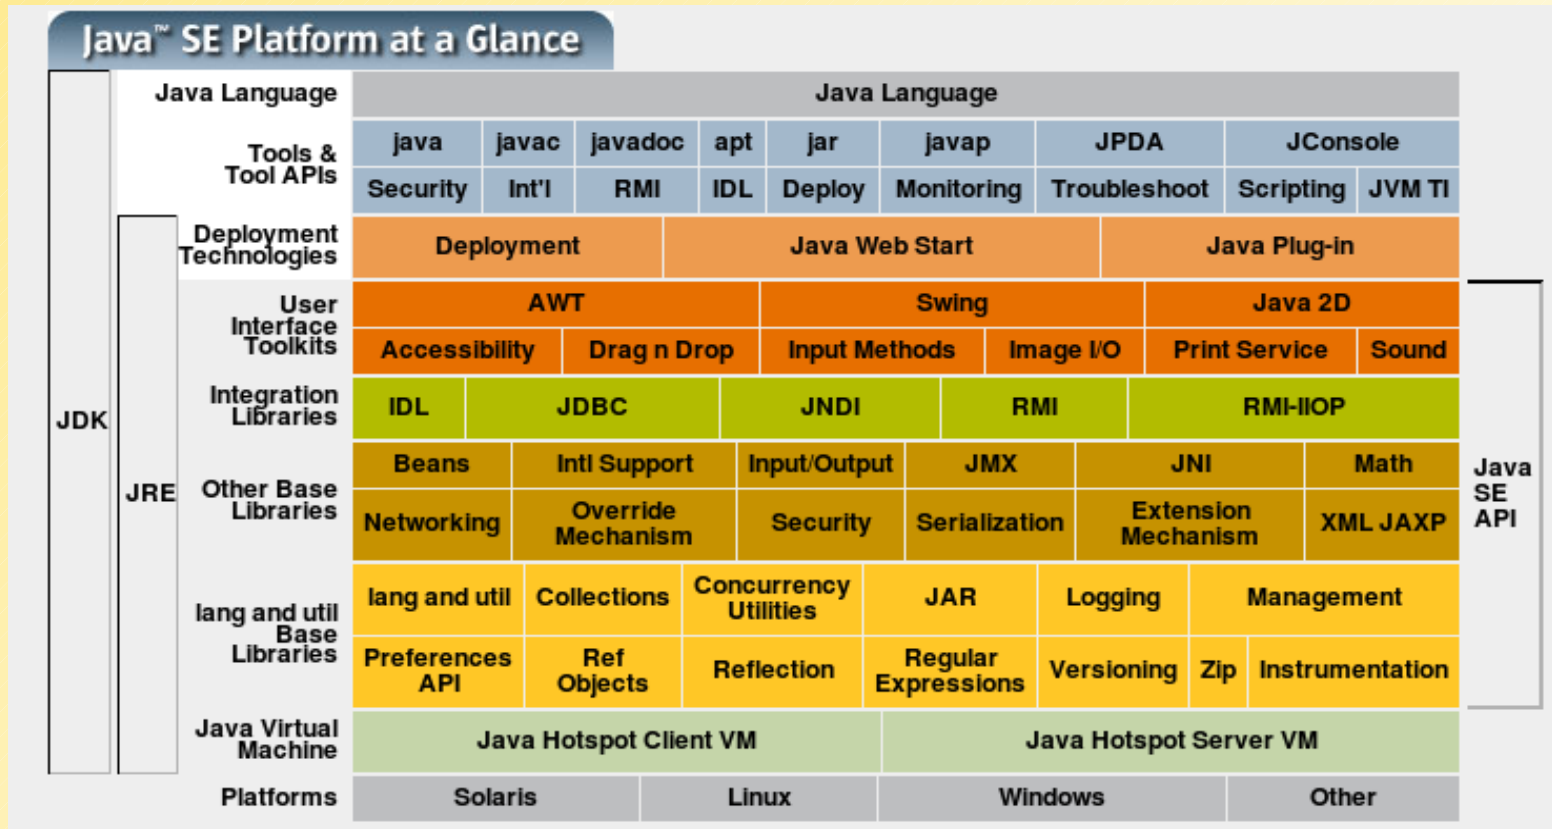 Java™ SE Platform at a Glance
Java Language
Java Language
Tools &
Tool APIs
java javac javadoc apt jar javap JPDA JConsole
Security Int'l RMI IDL Deploy Monitoring Troubleshoot Scripting JVM TI
Deployment
Technologies
Deployment Java Web Start Java Plug-in
User
Interface
Toolkits
AWT Swing Java 2D
Accessibility Drag n Drop Input Methods Image I/O Print Service Sound
Integration
Libraries
IDL JDBC JNDI RMI RMI-IIOP
JDK
JRE
Other Base
Libraries
Beans Intl Support Input/Output JMX JNI Math
Networking Override
Mechanism Security Serialization Extension
Mechanism XML JAXP
Java
SE
API
lang and util
Base
Libraries
lang and util Collections Concurrency
Utilities JAR Logging Management
Preferences
API Ref
Objects Reflection Regular
Expressions Versioning Zip Instrumentation
Java Virtual
Machine
Java Hotspot Client VM Java Hotspot Server VM
Platforms
Solaris Linux Windows Other